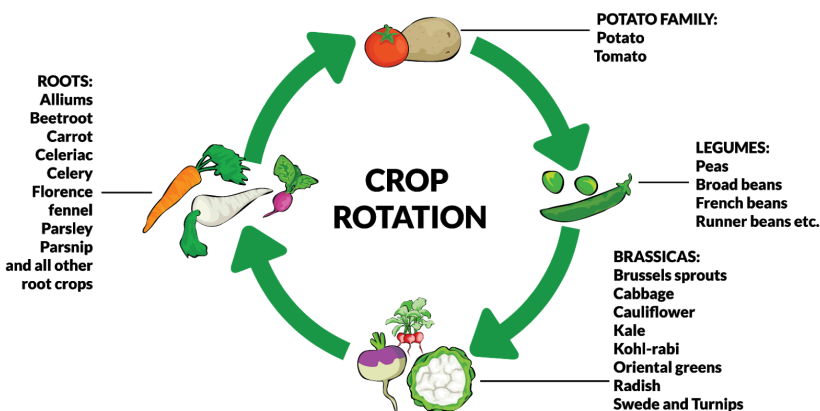 POTATO FAMILY:
Potato
Tomato
ROOTS:
Alliums
Beetroot
Carrot
Celeriac
Celery
Florence
fennel
Parsley
Parsnip
and all other
root crops
CROP
ROTATION
LEGUMES:
Peas
Broad beans
French beans
Runner beans etc.
BRASSICAS:
Brussels sprouts
Cabbage
Cauliflower
Kale
Kohl-rabi
Oriental greens
Radish
Swede and Turnips